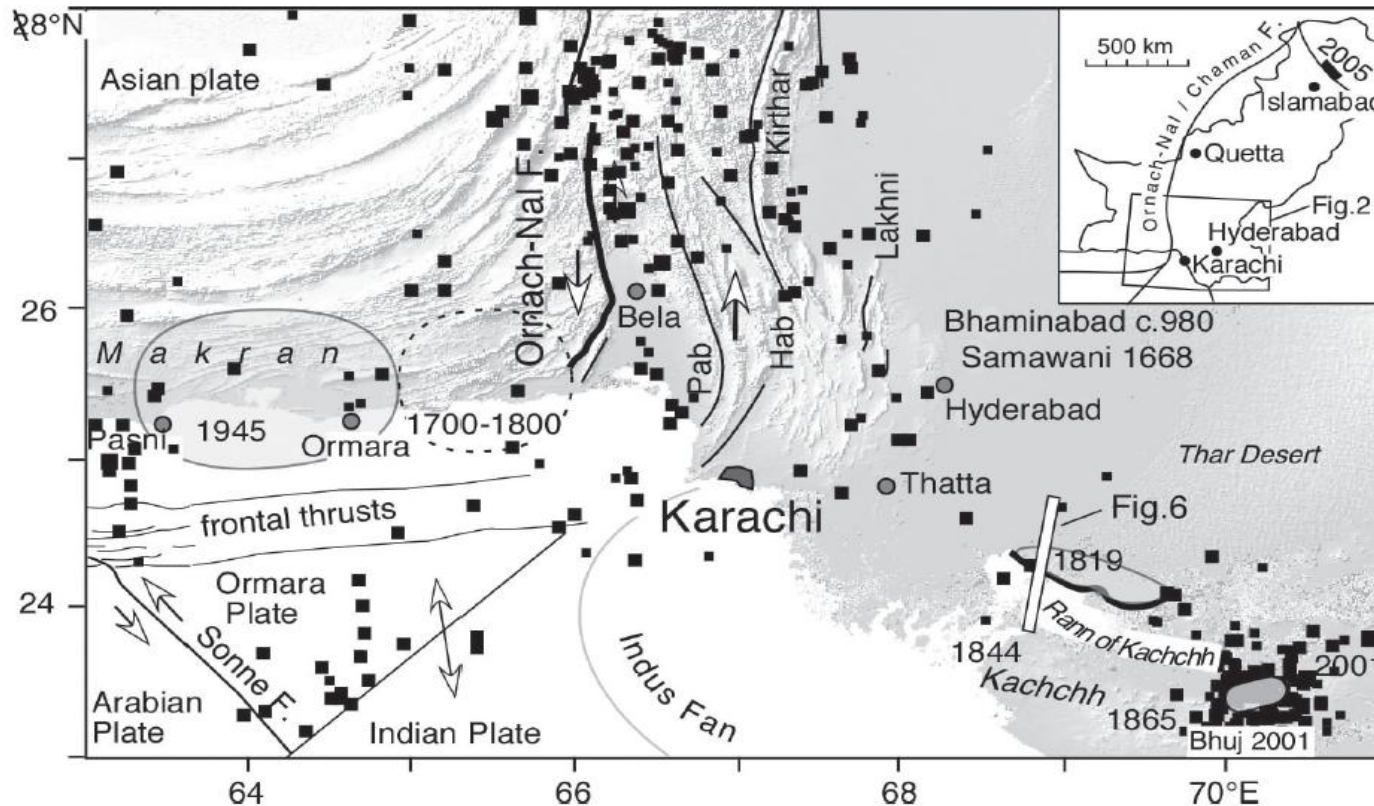 28°N
Asian plate
Ornach-Nal F.
Kirthar
Lakhni
500 km
Ornach-Nal / Chaman F.
2005
Islamabad
Quetta
Fig.2
Hyderabad
Karachi
26
Makran
Bela
Pab
Hab
Bhaminabad c.980
Samawani 1668
Hyderabad
Pasni
1945
Ormara
1700-1800
Thar Desert
Thatta
frontal thrusts
Karachi
Fig.6
1819
24
Ormara
Plate
Sonne F.
Arabian
Plate
Indian Plate
Indus Fan
1844
Rann of Kachchh
Kachchh
2001
1865
Bhuj 2001
64
66
68
70°E